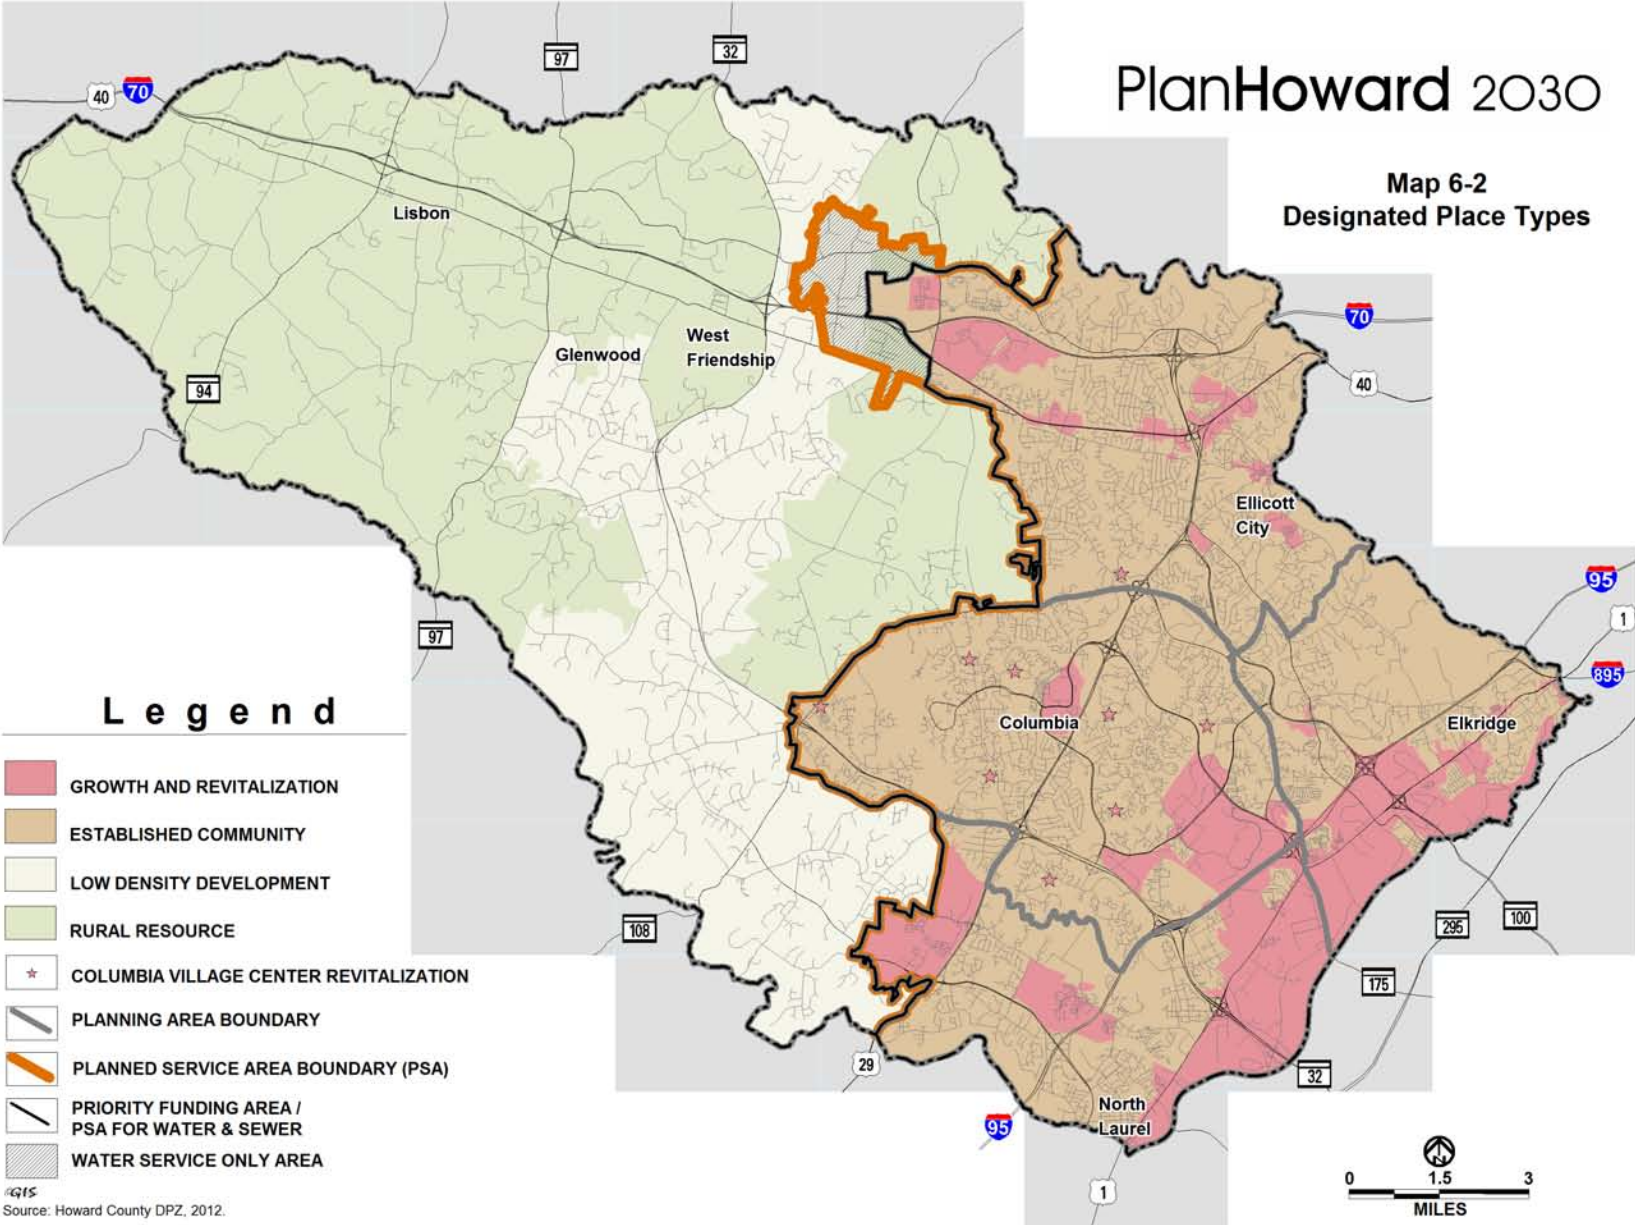 PlanHoward 2030
Map 6-2
Designated Place Types
97
32
40
70
Lisbon
West
Friendship
Glenwood
94
70
40
Ellicott
City
95
1
97
895
Columbia
Elkridge
108
295
100
175
29
32
North
Laurel
95
1
Legend
GROWTH AND REVITALIZATION
ESTABLISHED COMMUNITY
LOW DENSITY DEVELOPMENT
RURAL RESOURCE
COLUMBIA VILLAGE CENTER REVITALIZATION
PLANNING AREA BOUNDARY
PLANNED SERVICE AREA BOUNDARY (PSA)
PRIORITY FUNDING AREA /
PSA FOR WATER & SEWER
WATER SERVICE ONLY AREA
GIS
Source: Howard County DPZ, 2012.
N
0 1.5 3
MILES